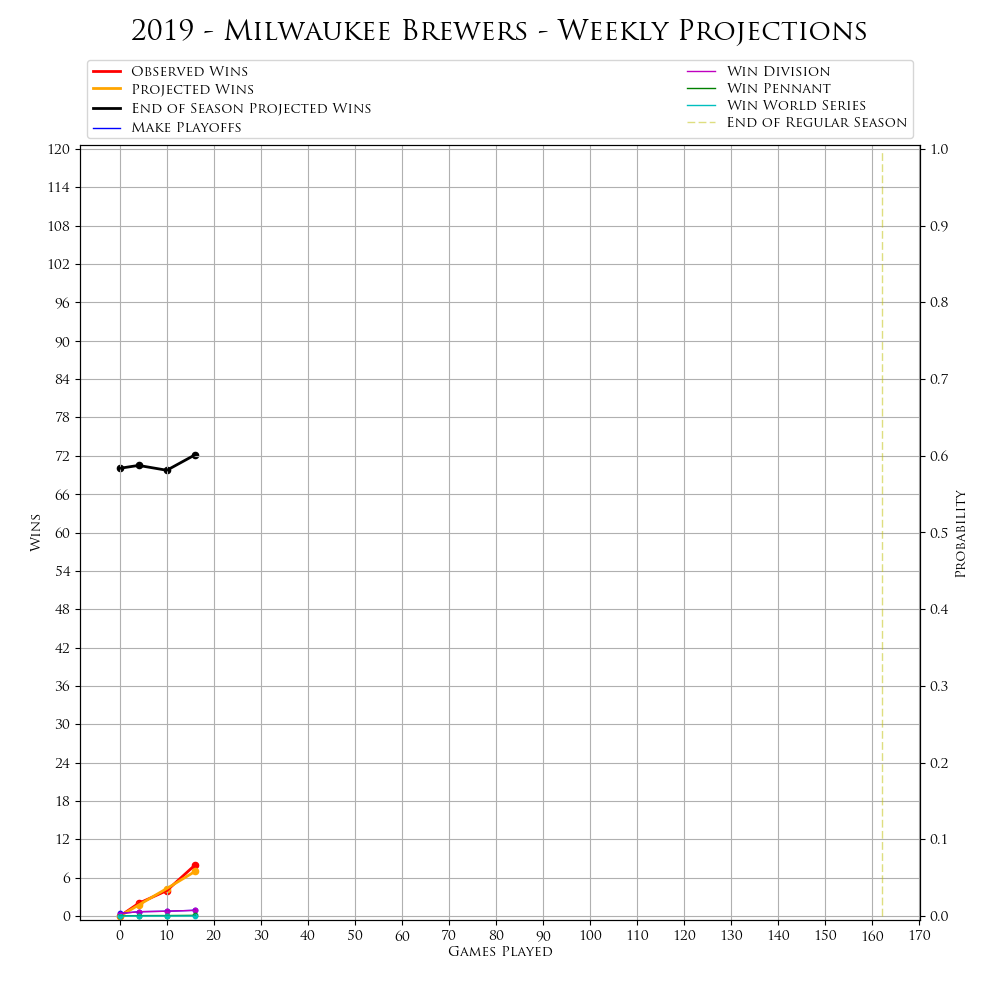 2019 - Milwaukee Brewers - Weekly Projections
Observed Wins
Projected Wins
End of Season Projected Wins
Make Playoffs
Win Division
Win Pennant
Win World Series
End of Regular Season
120
114
108
102
96
90
84
78
72
66
60
54
48
42
36
30
24
18
12
6
0
Wins
1.0
0.9
0.8
0.7
0.6
0.5
0.4
0.3
0.2
0.1
0.0
Probability
0 10 20 30 40 50 60 70 80 90 100 110 120 130 140 150 160 170
Games Played